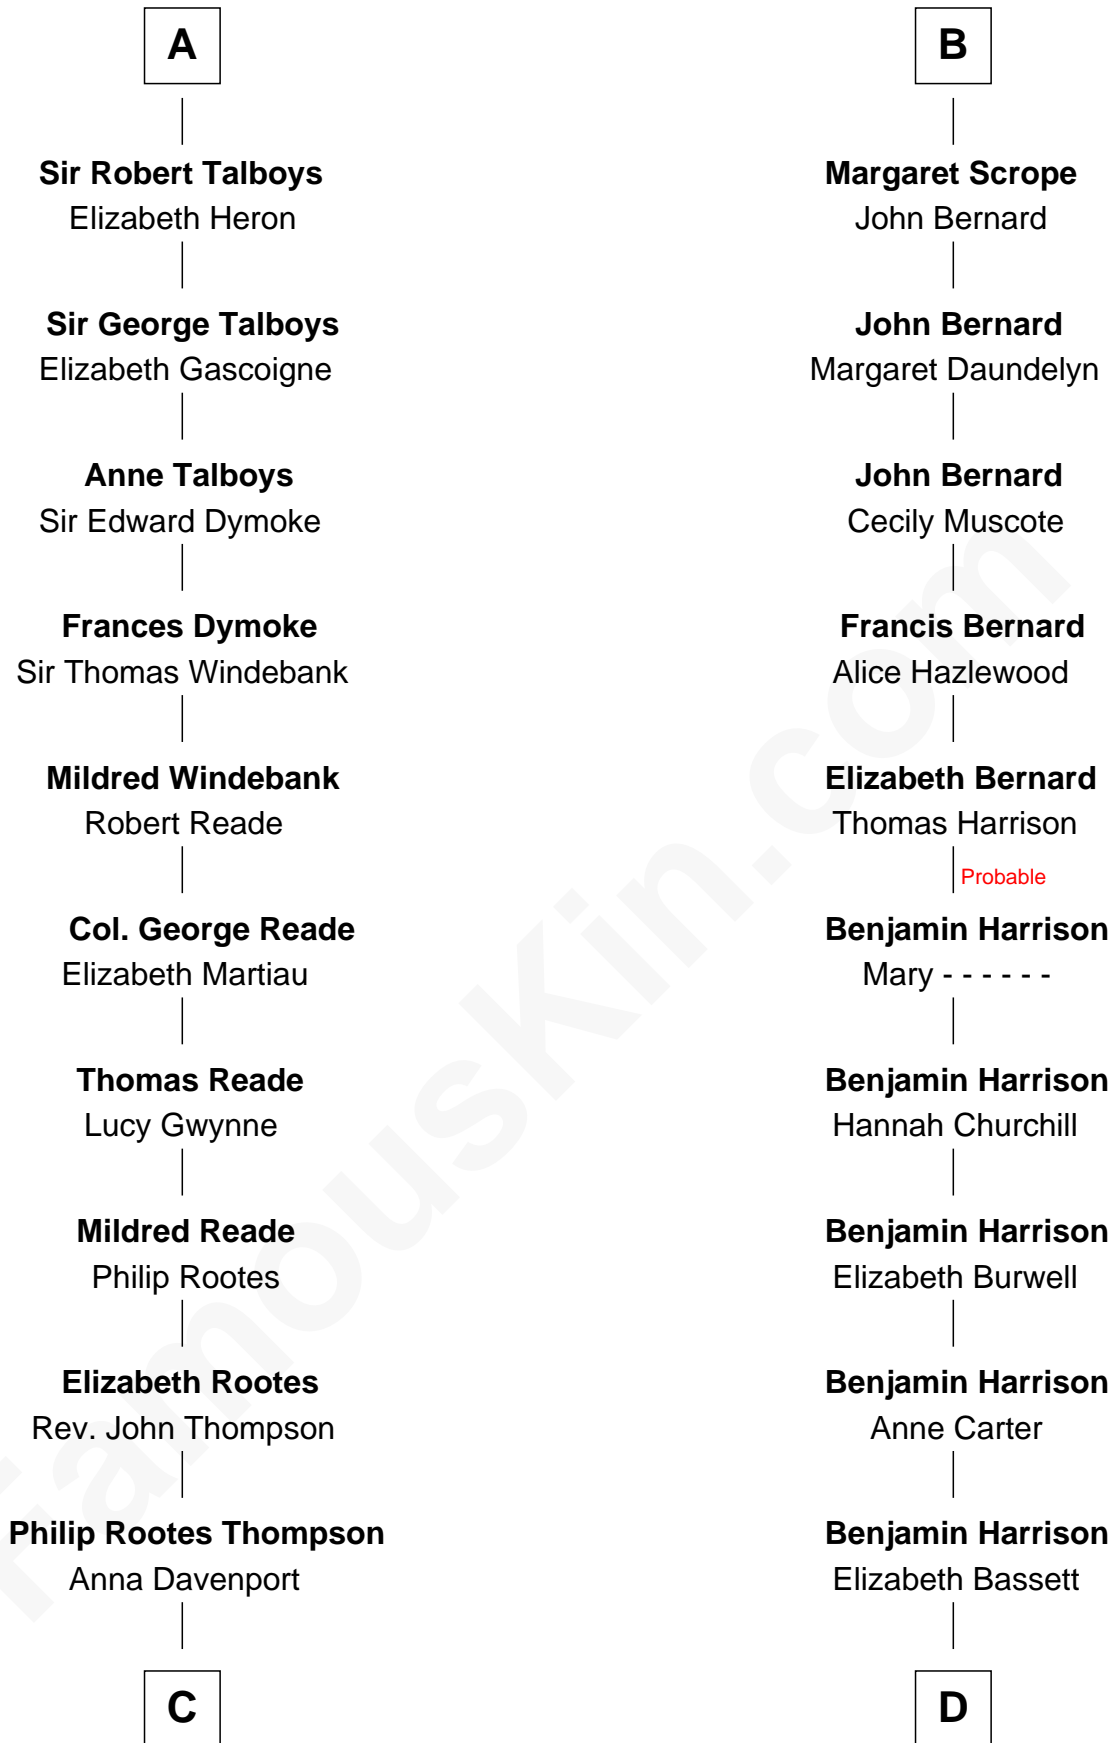 A
B
Sir Robert Talboys
Elizabeth Heron
Margaret Scrope
John Bernard
Sir George Talboys
Elizabeth Gascoigne
John Bernard
Margaret Daundelyn
Anne Talboys
Sir Edward Dymoke
John Bernard
Cecily Muscote
Frances Dymoke
Sir Thomas Windebank
Francis Bernard
Alice Hazlewood
Mildred Windebank
Robert Reade
Elizabeth Bernard
Thomas Harrison
Probable
Col. George Reade
Elizabeth Martiau
Benjamin Harrison
Mary - - - - - -
Thomas Reade
Lucy Gwynne
Benjamin Harrison
Hannah Churchill
Mildred Reade
Philip Rootes
Benjamin Harrison
Elizabeth Burwell
Elizabeth Rootes
Rev. John Thompson
Benjamin Harrison
Anne Carter
Philip Rootes Thompson
Anna Davenport
Benjamin Harrison
Elizabeth Bassett
C
D
FamousKin.com